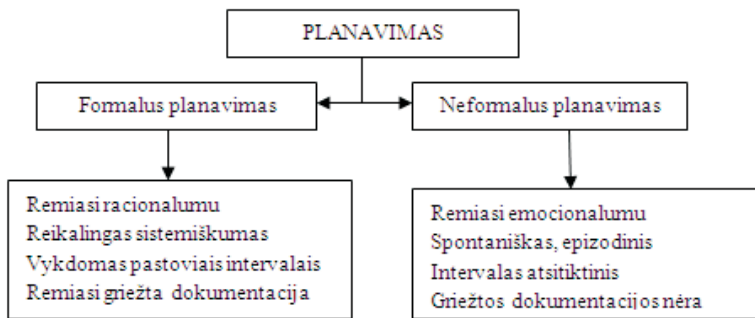 PLANAVIMAS
Formalus planavimas
Neformalus planavimas
Remiasi racionalumu
Reikalingas sistemiškumas
Vykdomas pastoviais intervalais
Remiasi griežta dokumentacija
Remiasi emocionalumu
Spontaniškas, epizodinis
Intervalas atsitiktinis
Griežtos dokumentacijos nėra